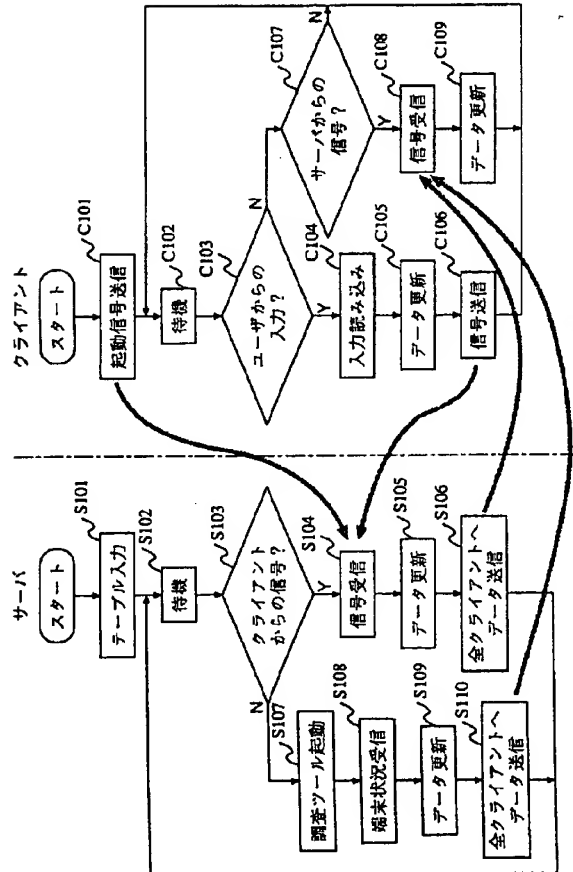 サーバ
スタート
S101
テーブル入力
S102
待機
S103
クライアント
からの信号?
N
Y
S104
信号受信
S105
データ更新
S106
全クライアントへ
データ送信
S107
調査ツール起動
S108
端末状況受信
S109
データ更新
S110
全クライアントへ
データ送信
クライアント
スタート
C101
起動信号送信
C102
待機
C103
ユーザからの
入力?
N
Y
C104
入力読み込み
C105
データ更新
C106
信号送信
C107
サーバからの
信号?
N
Y
C108
信号受信
C109
データ更新